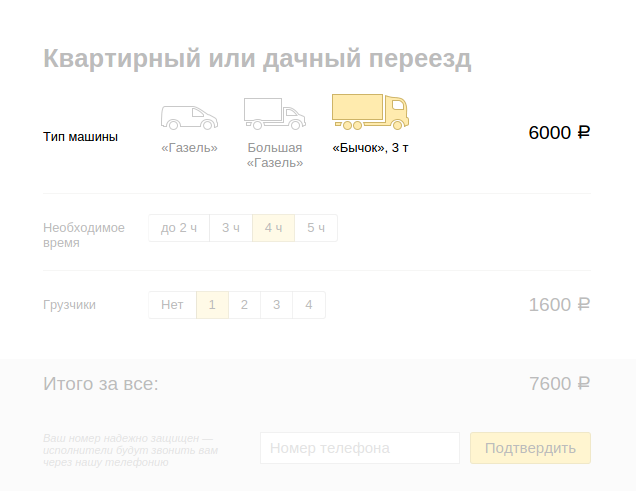 Квартирный или дачный переезд
Тип машины
«Газель»
Большая
«Газель»
«Бычок», 3 т
6000 ₽
Необходимое
время
до 2 ч 3 ч 4 ч 5 ч
Грузчики
Нет 1 2 3 4
1600 ₽
Итого за все:
7600 ₽
Ваш номер надежно защищен —
исполнители будут звонить вам
через нашу телефонию
Номер телефона
Подтвердить